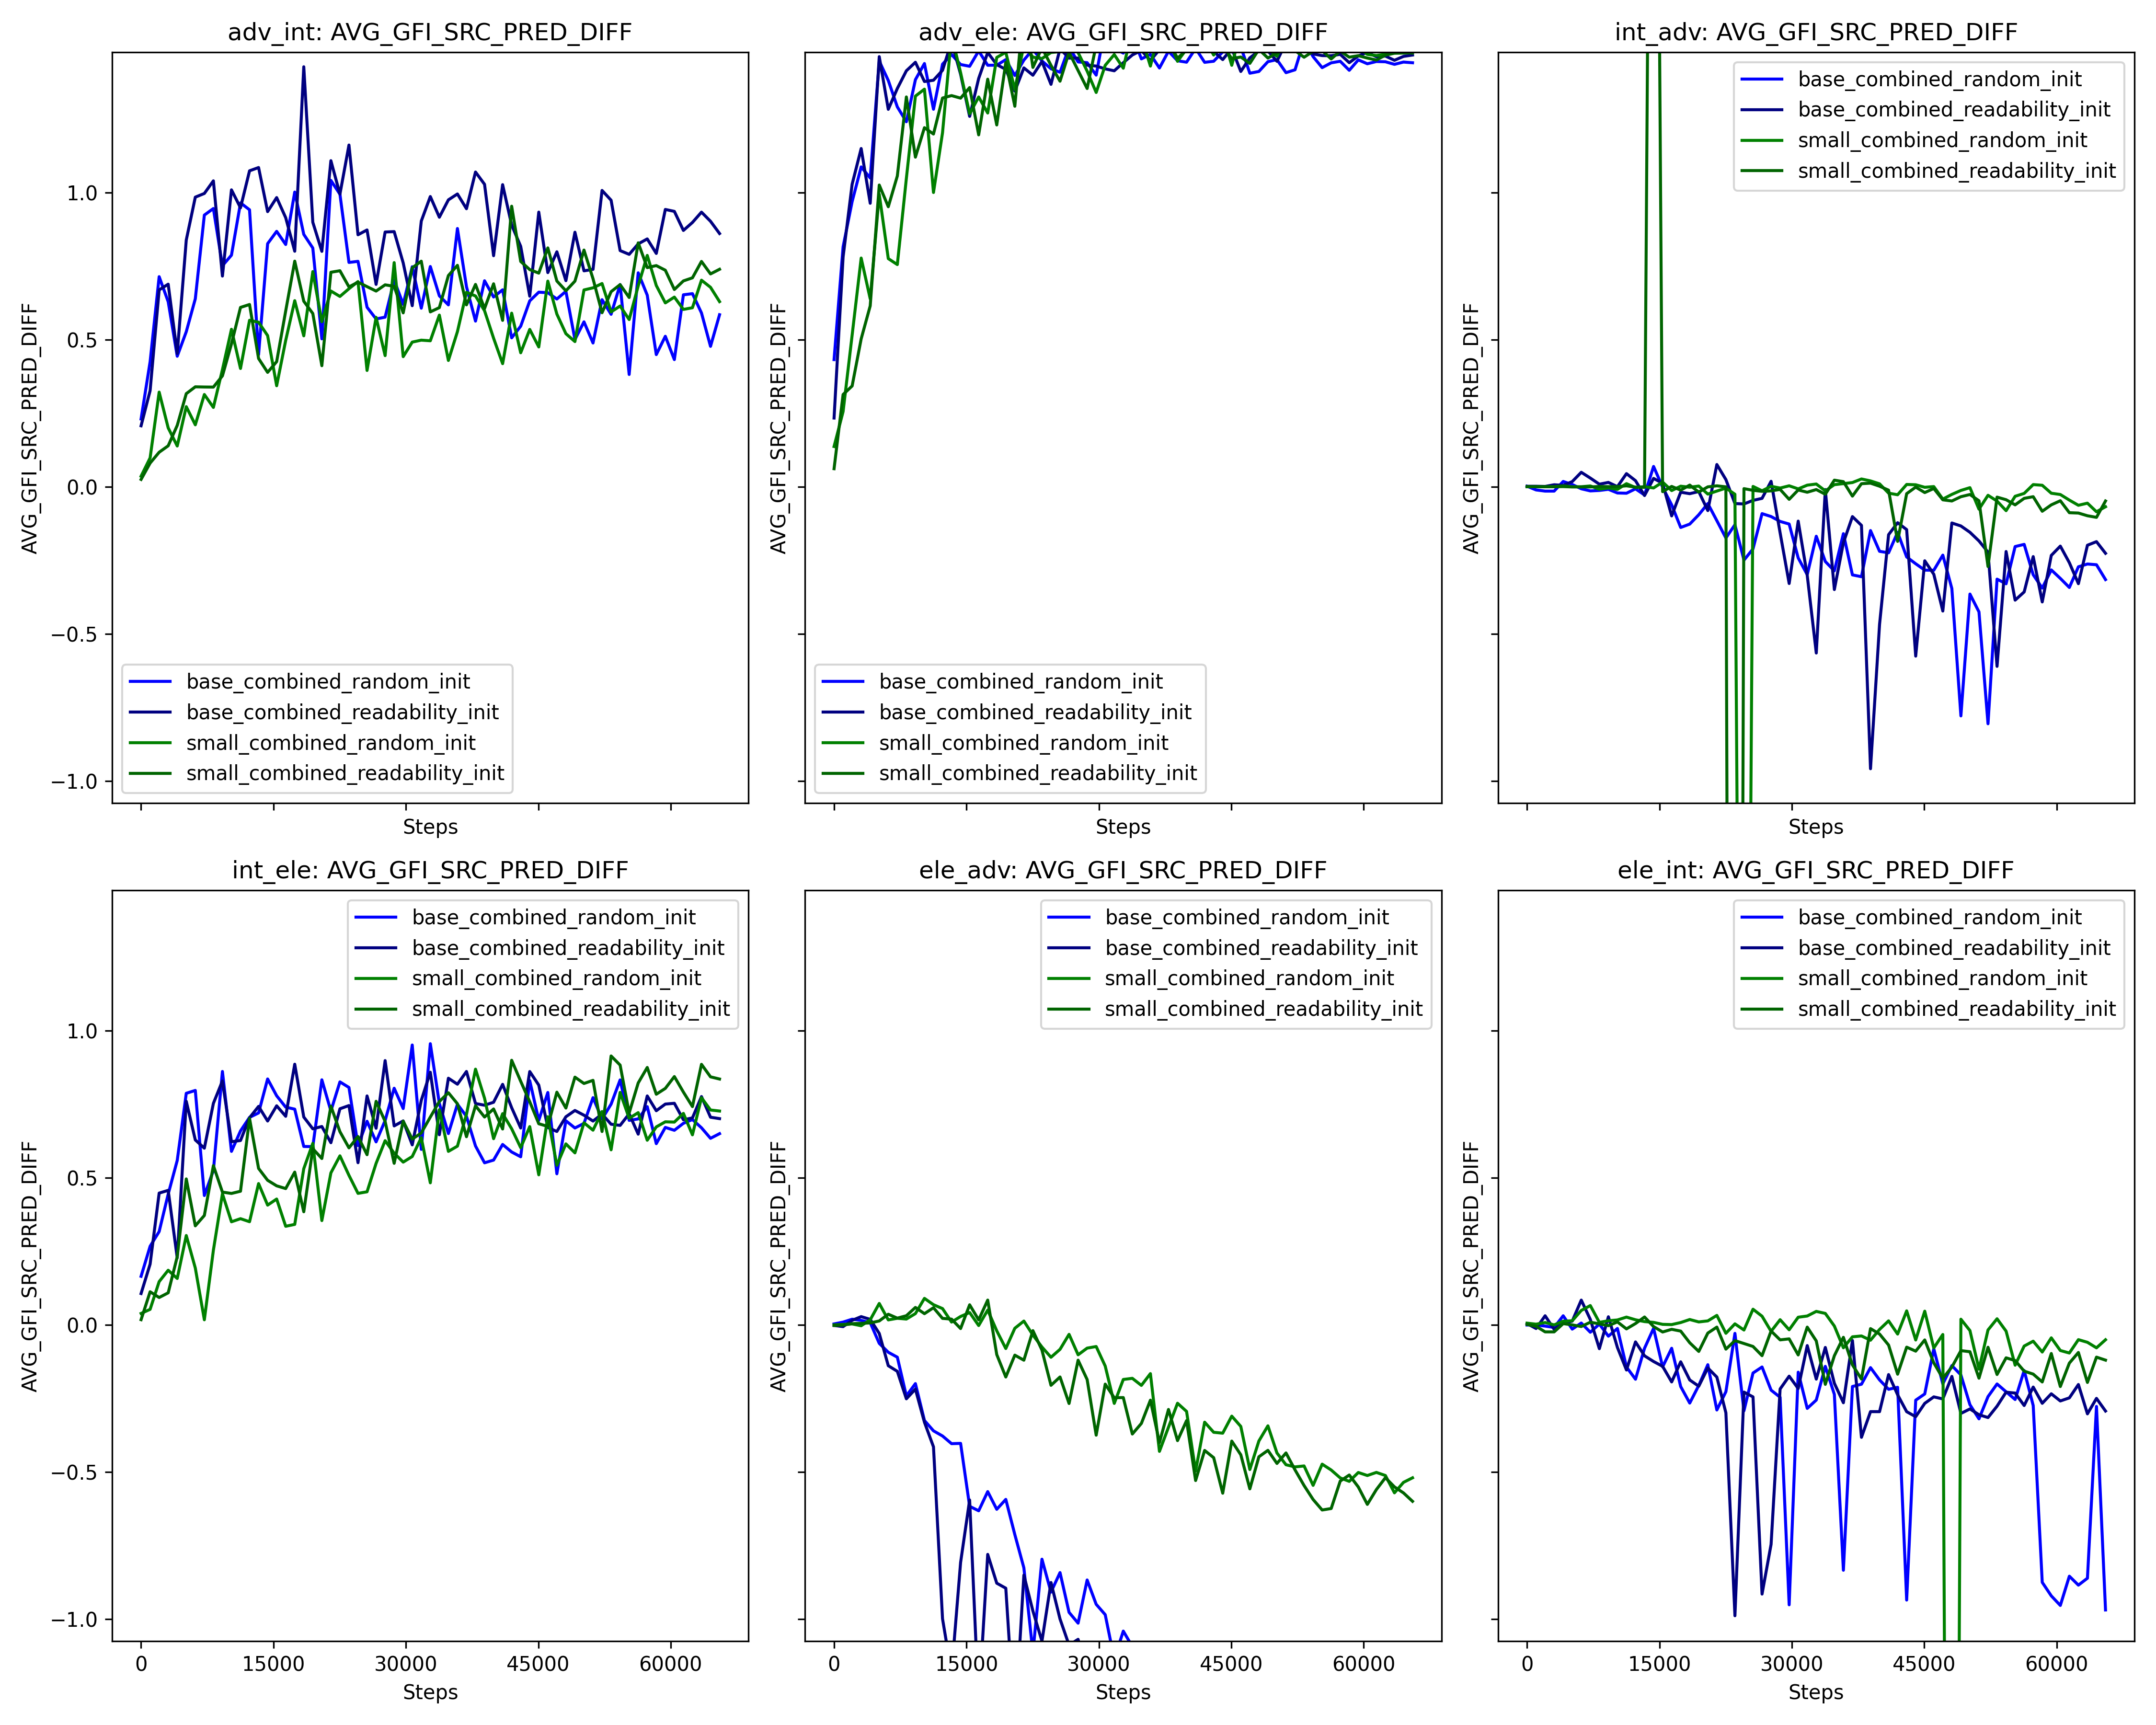 adv_int: AVG_GFI_SRC_PRED_DIFF
AVG_GFI_SRC_PRED_DIFF
1.0
0.5
0.0
−0.5
−1.0
base_combined_random_init
base_combined_readability_init
small_combined_random_init
small_combined_readability_init
Steps
adv_ele: AVG_GFI_SRC_PRED_DIFF
AVG_GFI_SRC_PRED_DIFF
base_combined_random_init
base_combined_readability_init
small_combined_random_init
small_combined_readability_init
Steps
int_adv: AVG_GFI_SRC_PRED_DIFF
AVG_GFI_SRC_PRED_DIFF
base_combined_random_init
base_combined_readability_init
small_combined_random_init
small_combined_readability_init
Steps
int_ele: AVG_GFI_SRC_PRED_DIFF
AVG_GFI_SRC_PRED_DIFF
1.0
0.5
0.0
−0.5
−1.0
base_combined_random_init
base_combined_readability_init
small_combined_random_init
small_combined_readability_init
0 15000 30000 45000 60000
Steps
ele_adv: AVG_GFI_SRC_PRED_DIFF
AVG_GFI_SRC_PRED_DIFF
base_combined_random_init
base_combined_readability_init
small_combined_random_init
small_combined_readability_init
0 15000 30000 45000 60000
Steps
ele_int: AVG_GFI_SRC_PRED_DIFF
AVG_GFI_SRC_PRED_DIFF
base_combined_random_init
base_combined_readability_init
small_combined_random_init
small_combined_readability_init
0 15000 30000 45000 60000
Steps